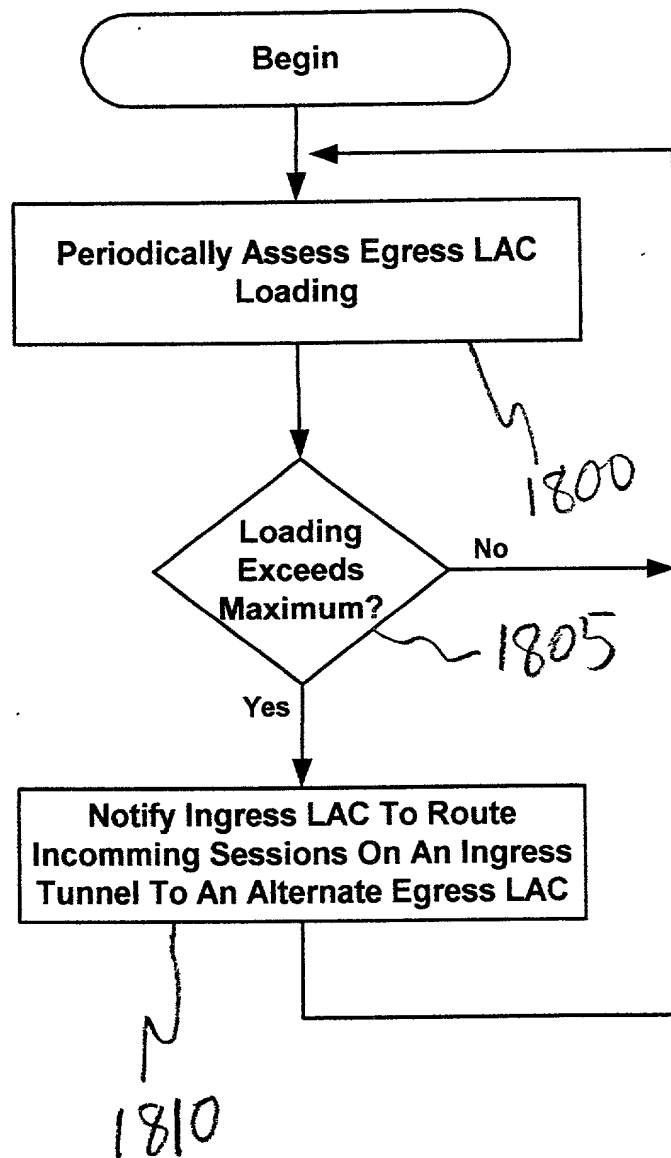 Begin
Periodically Assess Egress LAC
Loading
1800
Loading
Exceeds
Maximum?
No
1805
Yes
Notify Ingress LAC To Route
Incomming Sessions On An Ingress
Tunnel To An Alternate Egress LAC
1810